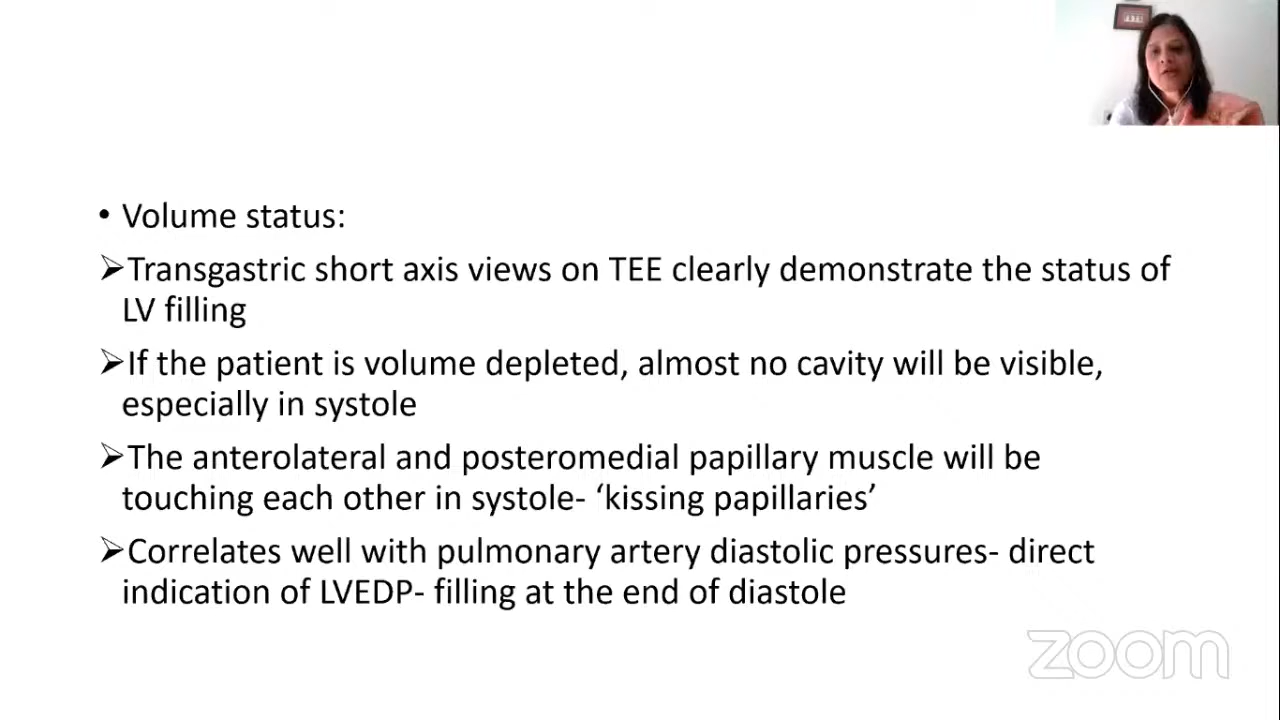 • Volume status:
➢Transgastric short axis views on TEE clearly demonstrate the status of
LV filling
➢If the patient is volume depleted, almost no cavity will be visible,
especially in systole
➢The anterolateral and posteromedial papillary muscle will be
touching each other in systole- ‘kissing papillaries’
➢Correlates well with pulmonary artery diastolic pressures- direct
indication of LVEDP- filling at the end of diastole
zoom